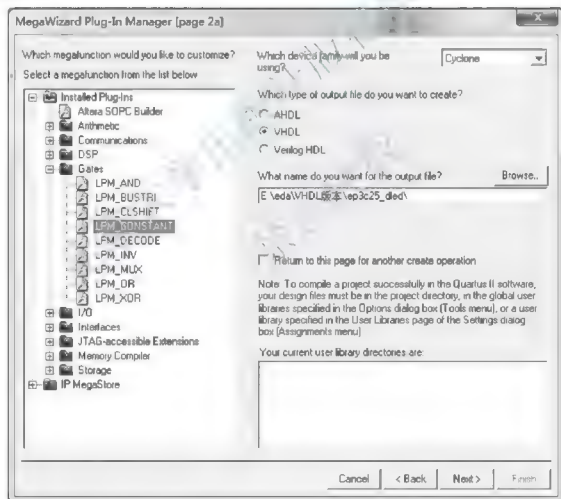 MegaWizard Plug-In Manager [page 2a]
Which megafunction would you like to customize?
Select a megafunction from the list below
Installed Plug-Ins
Altera SOPC Builder
Arithmetic
Communications
DSP
Gates
LPM_AND
LPM_BUSTRI
LPM_CLSHIFT
LPM_CONSTANT
LPM_DECODE
LPM_INV
LPM_MUX
LPM_OR
LPM_XOR
I/O
Interfaces
JTAG-accessible Extensions
Memory Compiler
Storage
IP MegaStore
Which device family will you be
using?
Cyclone
Which type of output file do you want to create?
AHDL
VHDL
Verilog HDL
What name do you want for the output file?
Browse..
E:\eda\VHDL版本\ep3c25_dled\
Return to this page for another create operation
Note: To compile a project successfully in the Quartus II software,
your design files must be in the project directory, in the global user
libraries specified in the Options dialog box (Tools menu), or a user
library specified in the User Libraries page of the Settings dialog
box (Assignments menu)
Your current user library directories are:
Cancel
< Back
Next >
Finish